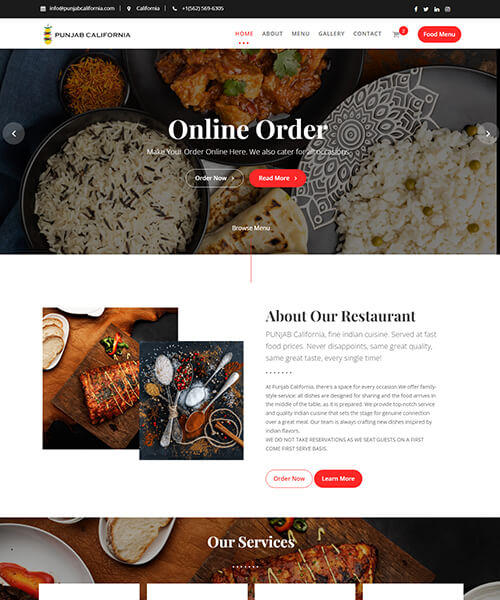 info@punjabcalifornia.com California +1(562) 569-6305
PUNJAB CALIFORNIA HOME ABOUT MENU GALLERY CONTACT 2 Food Menu
Online Order
Make Your Order Online Here. We also cater for all occasions.
Order Now > Read More >
Browse Menu
About Our Restaurant
PUNJAB California, fine indian cuisine. Served at fast
food prices. Never disappoints, same great quality,
same great taste, every single time!
At Punjab California, there's a space for every occasion.We offer family-
style service: all dishes are designed for sharing and the food arrives in
the middle of the table, as it is prepared. We provide top-notch service
and quality Indian cuisine that sets the stage for genuine connection
over a great meal. Our team is always crafting new dishes inspired by
indian flavors.
WE DO NOT TAKE RESERVATIONS AS WE SEAT GUESTS ON A FIRST
COME FIRST SERVE BASIS.
Order Now Learn More
Our Services